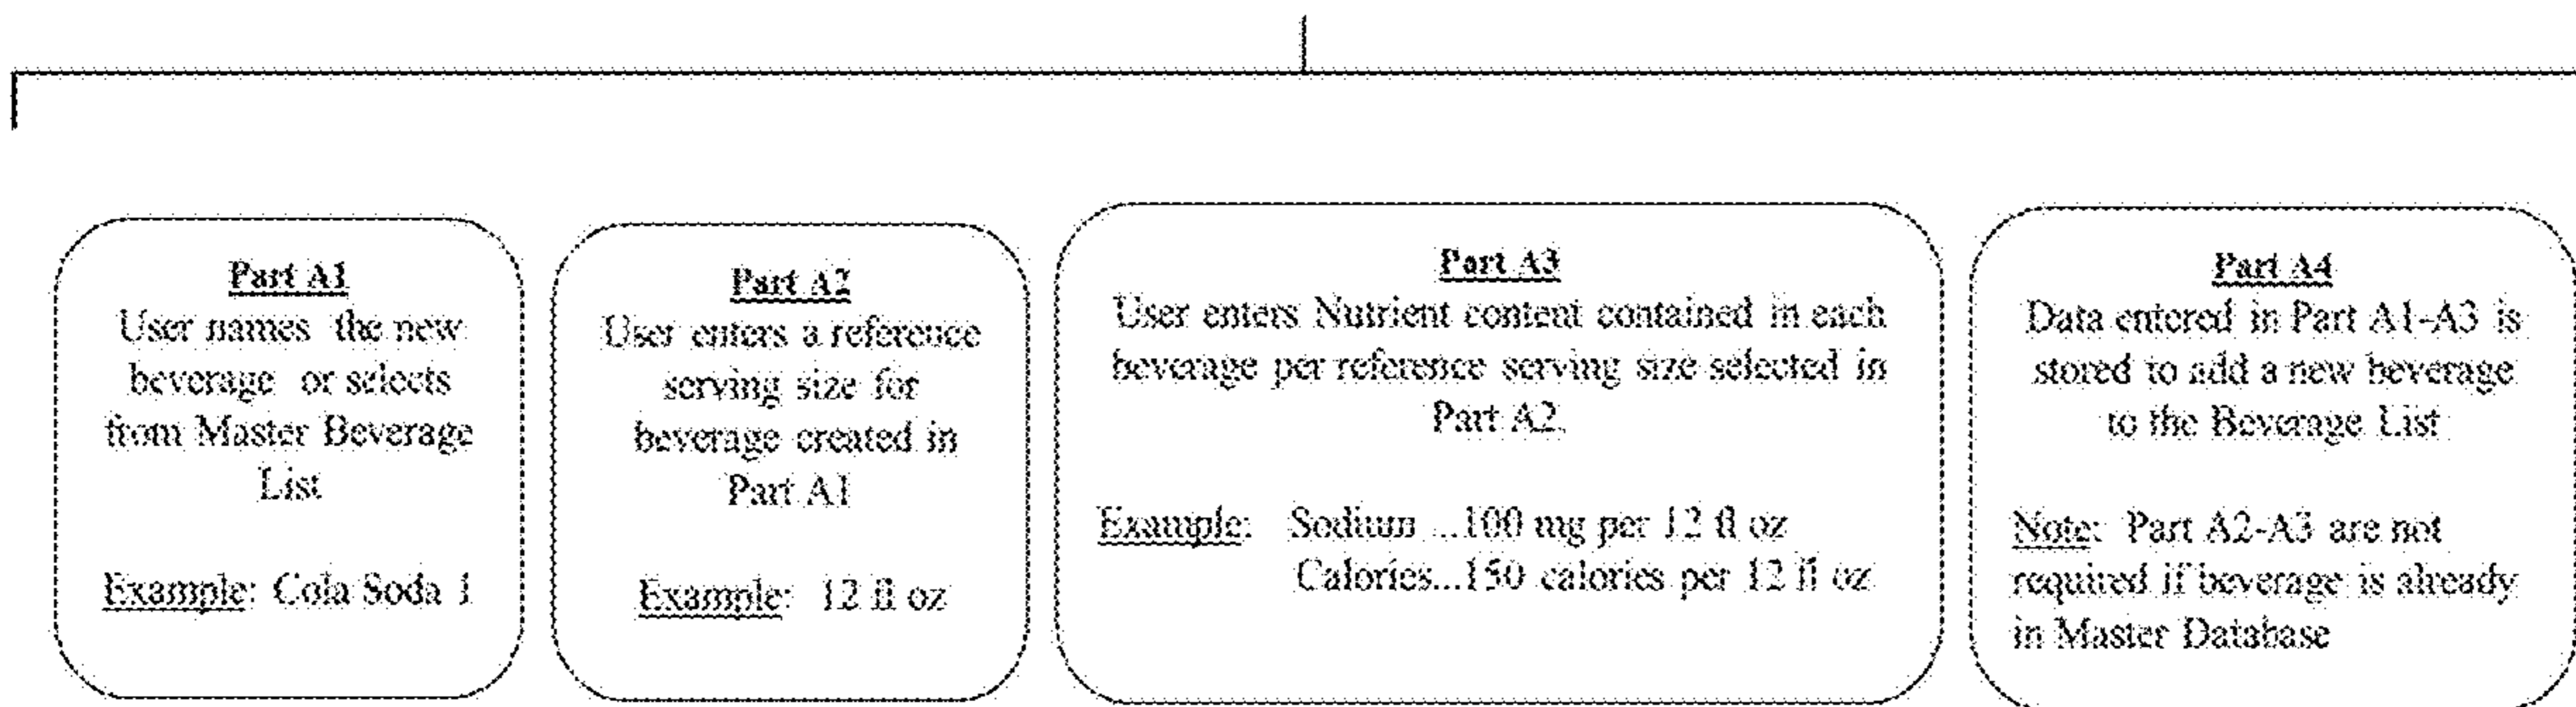 Part A1
User names the new
beverage or selects
from Master Beverage
List
Example: Cola Soda 1
Part A2
User enters a reference
serving size for
beverage created in
Part A1
Example: 12 fl oz
Part A3
User enters Nutrient content contained in each
beverage per reference serving size selected in
Part A2.
Example: Sodium ...100 mg per 12 fl oz
Calories...150 calories per 12 fl oz
Part A4
Data entered in Part A1-A3 is
stored to add a new beverage
to the Beverage List
Note: Part A2-A3 are not
required if beverage is already
in Master Database